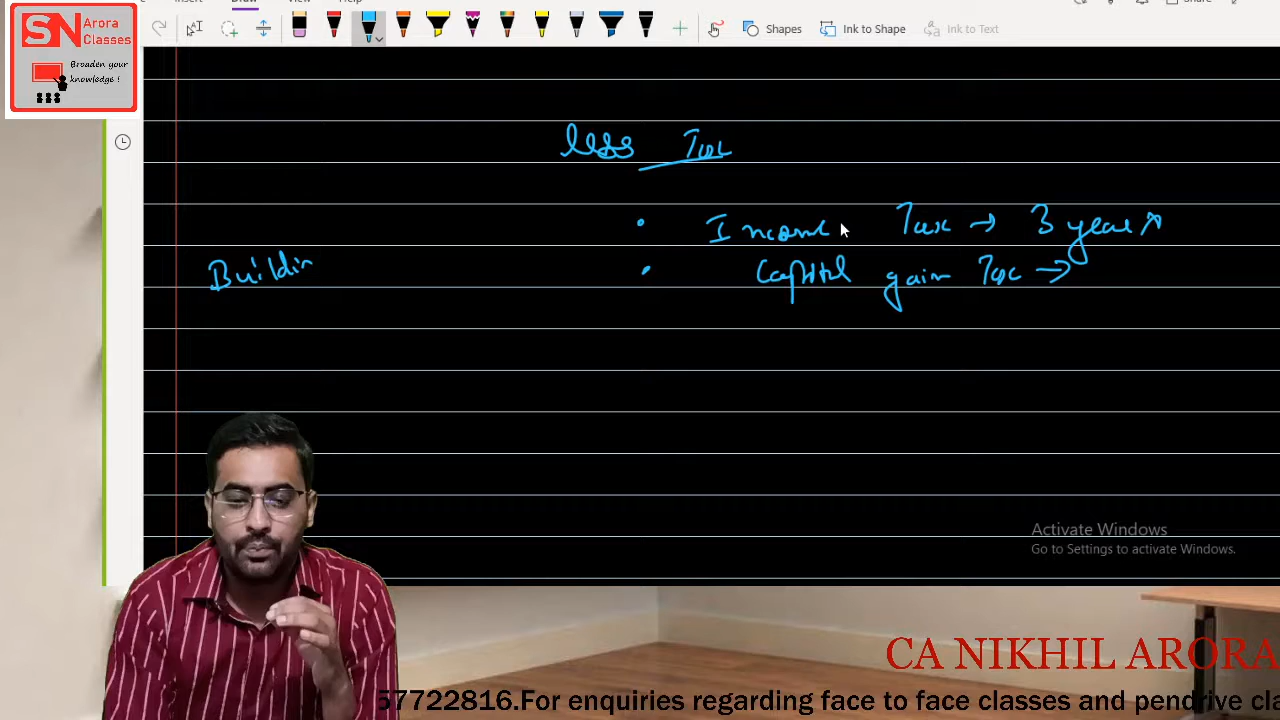 SN Arora Classes
Broaden your knowledge !
Draw
Share
Shapes
Ink to Shape
Ink to Text
less Tax
• Income Tax → 3 year
Buildin
• Capital gain Tax →
Activate Windows
Go to Settings to activate Windows.
CA NIKHIL ARORA
57722816.For enquiries regarding face to face classes and pendrive cla